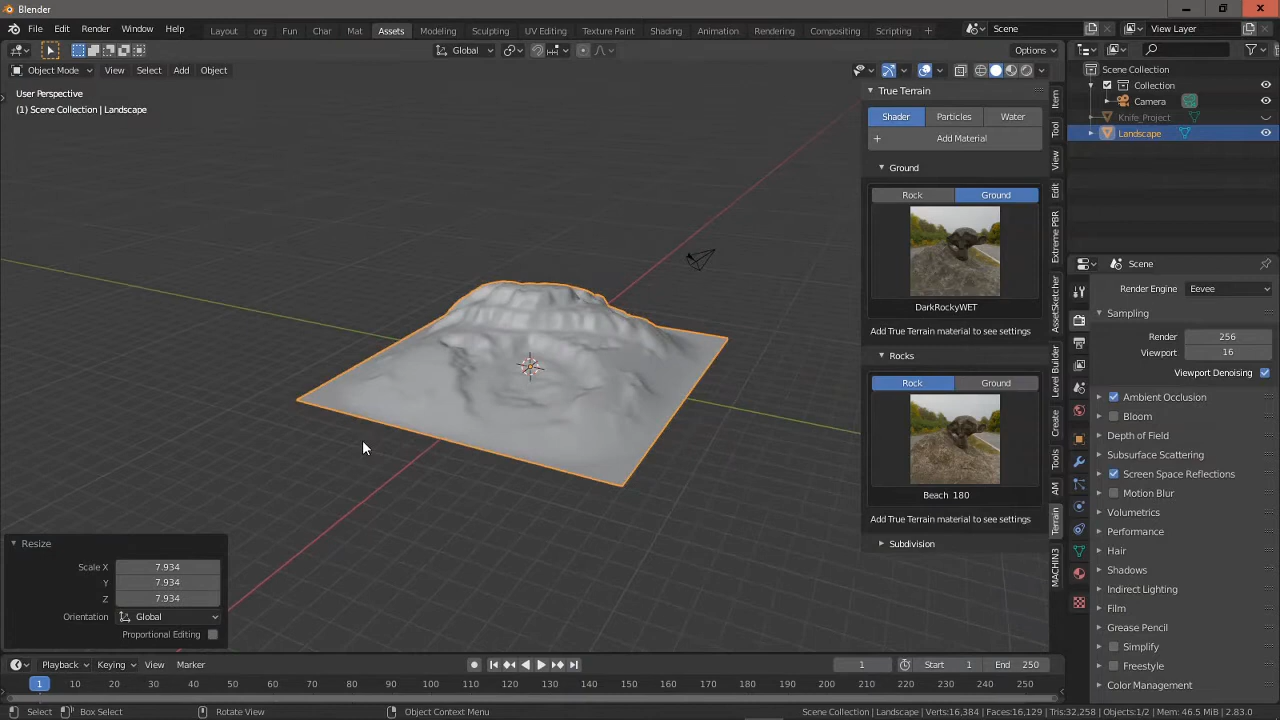 Blender
File Edit Render Window Help Layout org Fun Char Mat Assets Modeling Sculpting UV Editing Texture Paint Shading Animation Rendering Compositing Scripting + Scene View Layer
Global Options
Object Mode View Select Add Object
User Perspective
(1) Scene Collection | Landscape
True Terrain
Shader Particles Water
+ Add Material
Ground
Rock Ground
DarkRockyWET
Add True Terrain material to see settings
Rocks
Rock Ground
Beach 180
Add True Terrain material to see settings
Subdivision
Item
Tool
View
Edit
Extreme PBR
AssetSketcher
Level Builder
Create
Tools
AM
Terrain
MACHIN3
Scene Collection
Collection
Camera
Knife_Project
Landscape
Scene
Render Engine Eevee
Sampling
Render 256
Viewport 16
Viewport Denoising
Ambient Occlusion
Bloom
Depth of Field
Subsurface Scattering
Screen Space Reflections
Motion Blur
Volumetrics
Performance
Hair
Shadows
Indirect Lighting
Film
Grease Pencil
Simplify
Freestyle
Color Management
Resize
Scale X 7.934
Y 7.934
Z 7.934
Orientation Global
Proportional Editing
Playback Keying View Marker 1 Start 1 End 250
1 10 20 30 40 50 60 70 80 90 100 110 120 130 140 150 160 170 180 190 200 210 220 230 240 250
Select Box Select Rotate View Object Context Menu Scene Collection | Landscape | Verts:16,384 | Faces:16,129 | Tris:32,258 | Objects:1/2 | Mem: 46.5 MiB | 2.83.0